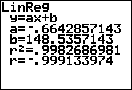 LinReg
y=ax+b
a=-.6642857143
b=148.5357143
r²=.9982686981
r=-.999133974